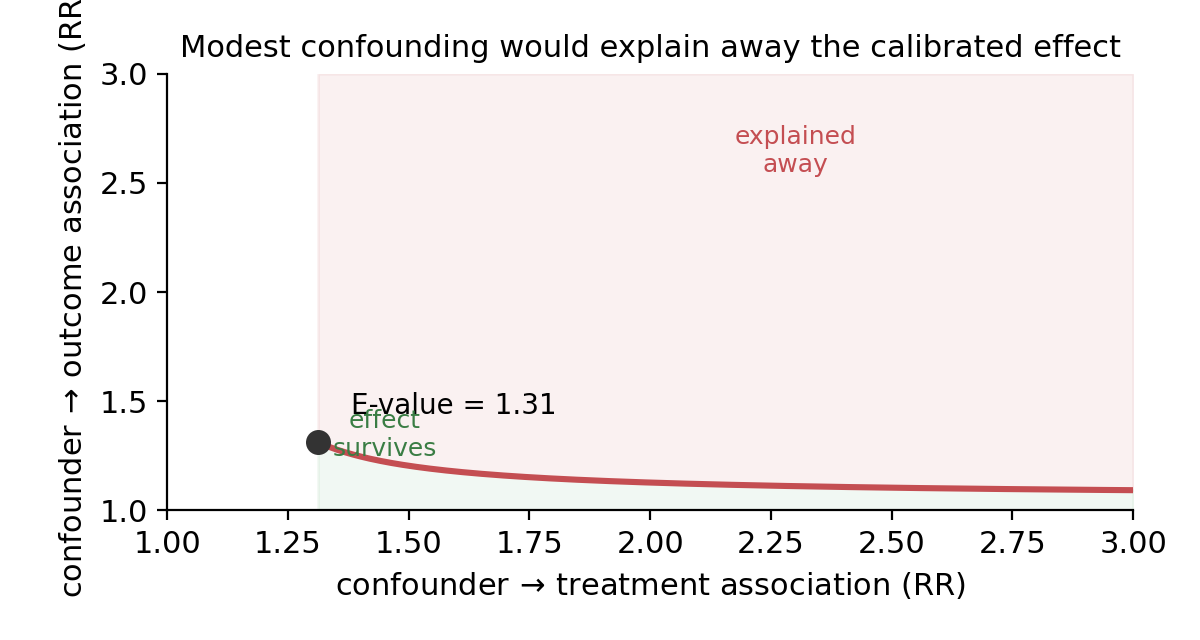 Modest confounding would explain away the calibrated effect
confounder → outcome association (RR
3.0
2.5
2.0
1.5
1.0
explained
away
E-value = 1.31
effect
survives
1.00 1.25 1.50 1.75 2.00 2.25 2.50 2.75 3.00
confounder → treatment association (RR)